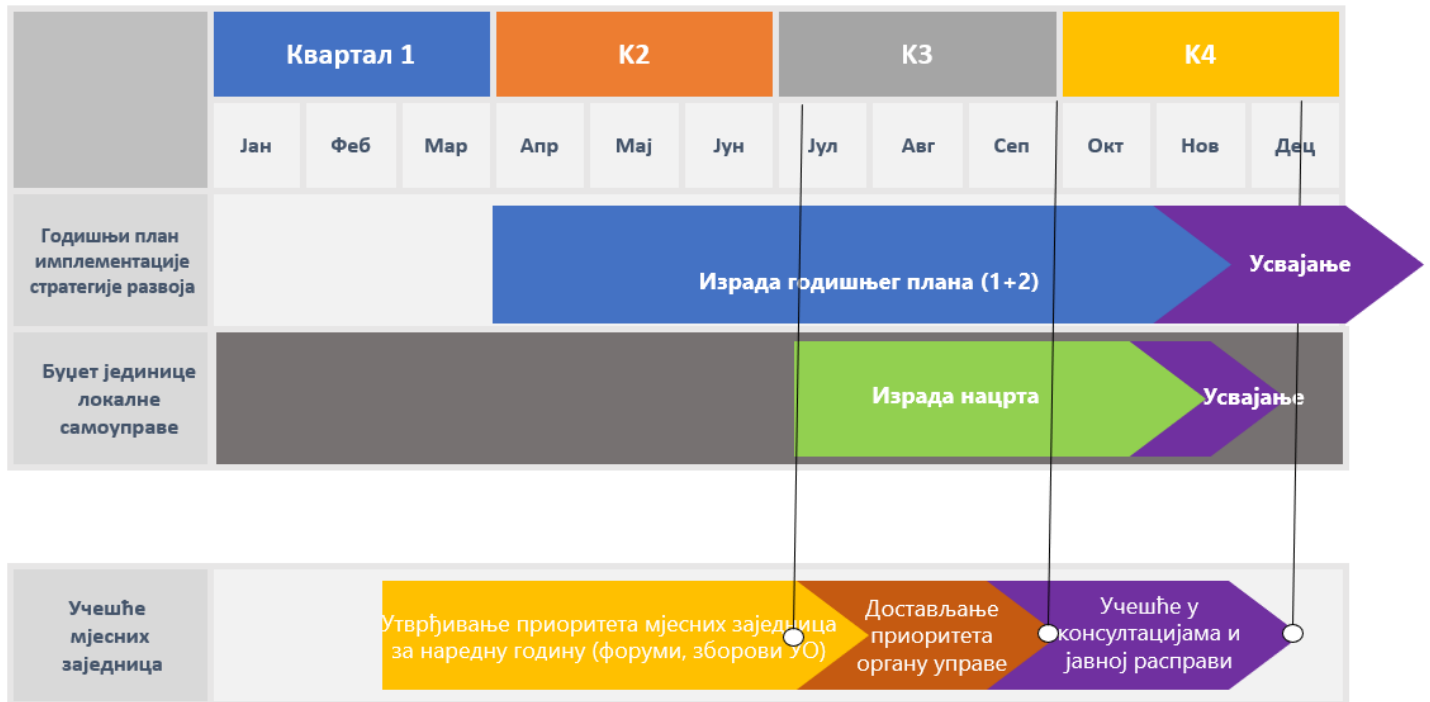 Квартал 1
К2
К3
К4
Јан
Феб
Мар
Апр
Мај
Јун
Јул
Авг
Сеп
Окт
Нов
Дец
Годишњи план
имплементације
стратегије развоја
Израда годишњег плана (1+2)
Усвајање
Буџет јединице
локалне
самоуправе
Израда нацрта
Усвајање
Учешће
мјесних
заједница
Утврђивање приоритета мјесних заједница
за наредну годину (форуми, зборови УО)
Достављање
приоритета
органу управе
Учешће у
консултацијама и
јавној расправи